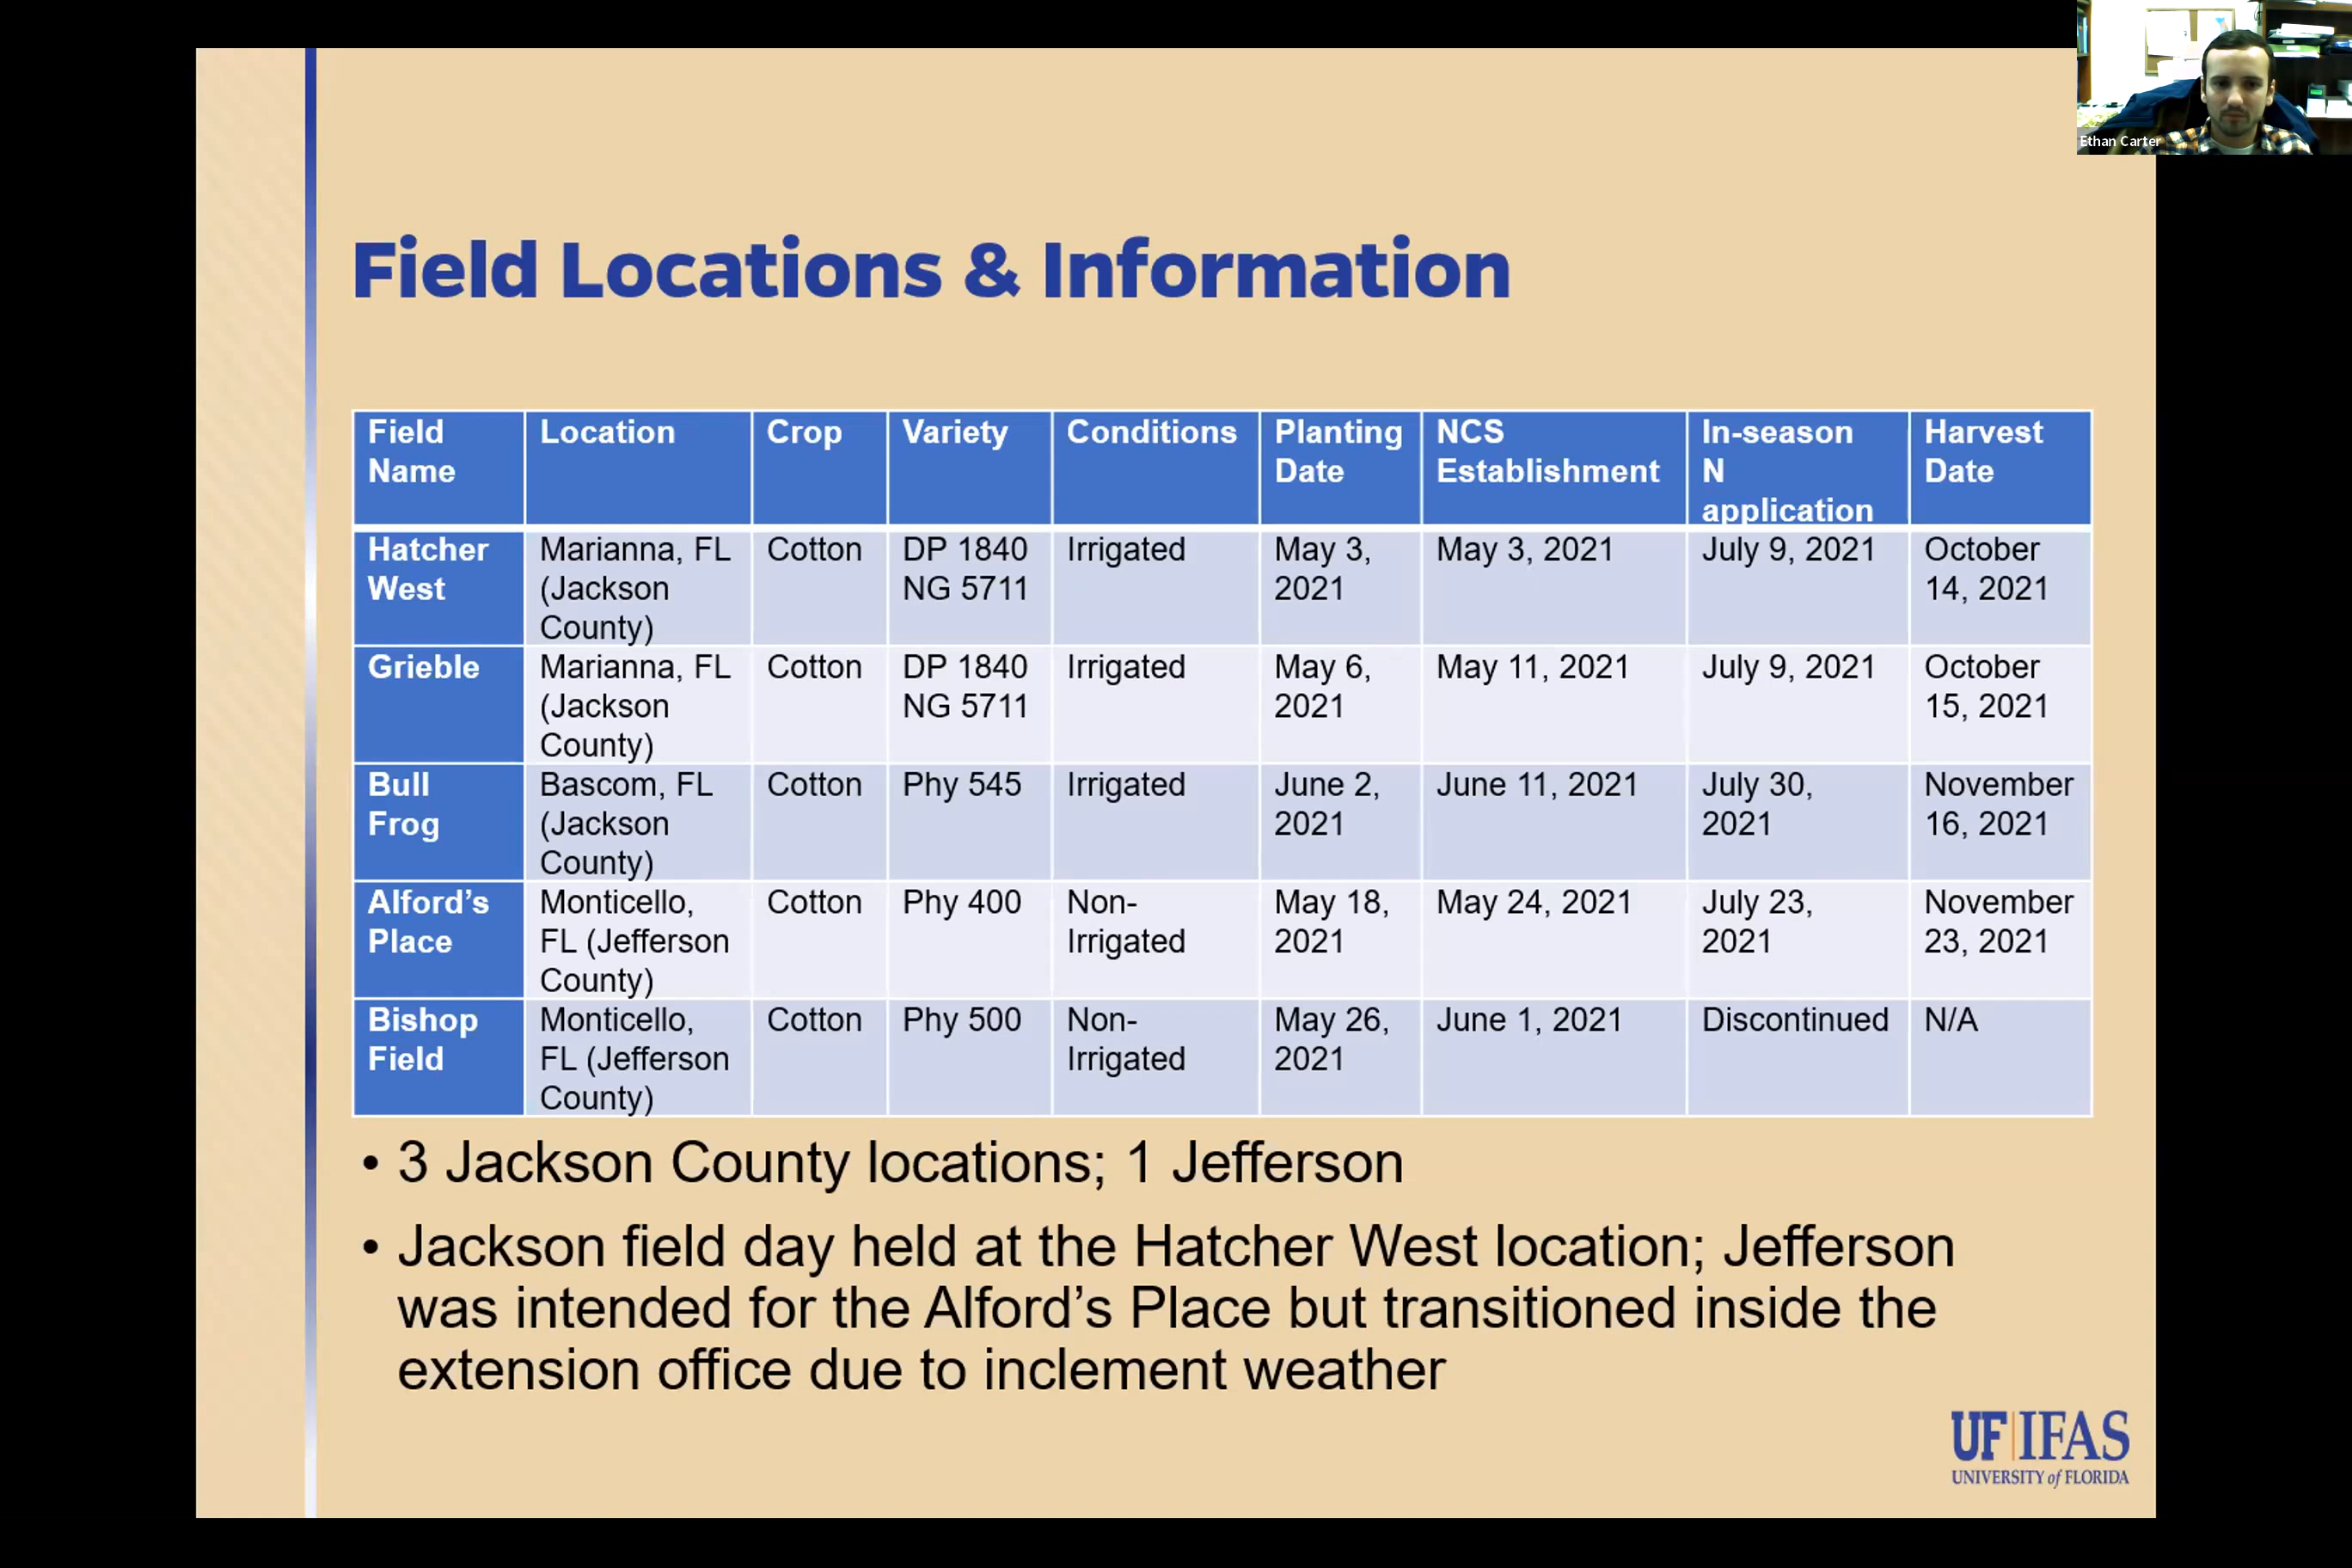 Ethan Carter
Field Locations & Information
Field Name | Location | Crop | Variety | Conditions | Planting Date | NCS Establishment | In-season N application | Harvest Date
Hatcher West | Marianna, FL (Jackson County) | Cotton | DP 1840 NG 5711 | Irrigated | May 3, 2021 | May 3, 2021 | July 9, 2021 | October 14, 2021
Grieble | Marianna, FL (Jackson County) | Cotton | DP 1840 NG 5711 | Irrigated | May 6, 2021 | May 11, 2021 | July 9, 2021 | October 15, 2021
Bull Frog | Bascom, FL (Jackson County) | Cotton | Phy 545 | Irrigated | June 2, 2021 | June 11, 2021 | July 30, 2021 | November 16, 2021
Alford’s Place | Monticello, FL (Jefferson County) | Cotton | Phy 400 | Non-Irrigated | May 18, 2021 | May 24, 2021 | July 23, 2021 | November 23, 2021
Bishop Field | Monticello, FL (Jefferson County) | Cotton | Phy 500 | Non-Irrigated | May 26, 2021 | June 1, 2021 | Discontinued | N/A
• 3 Jackson County locations; 1 Jefferson
• Jackson field day held at the Hatcher West location; Jefferson
was intended for the Alford’s Place but transitioned inside the
extension office due to inclement weather
UF|IFAS
UNIVERSITY of FLORIDA